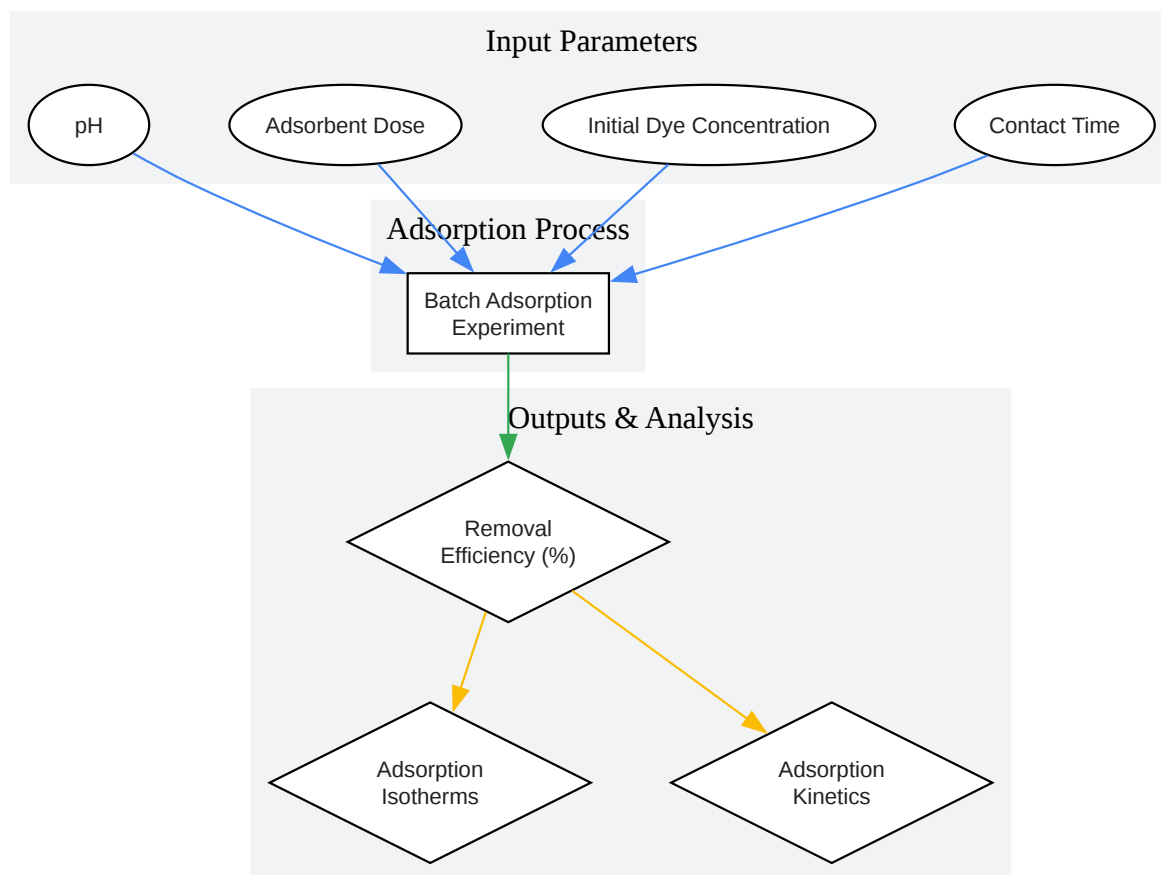 Input Parameters
pH
Adsorbent Dose
Initial Dye Concentration
Contact Time
Adsorption Process
Batch Adsorption
Experiment
Outputs & Analysis
Removal
Efficiency (%)
Adsorption
Isotherms
Adsorption
Kinetics